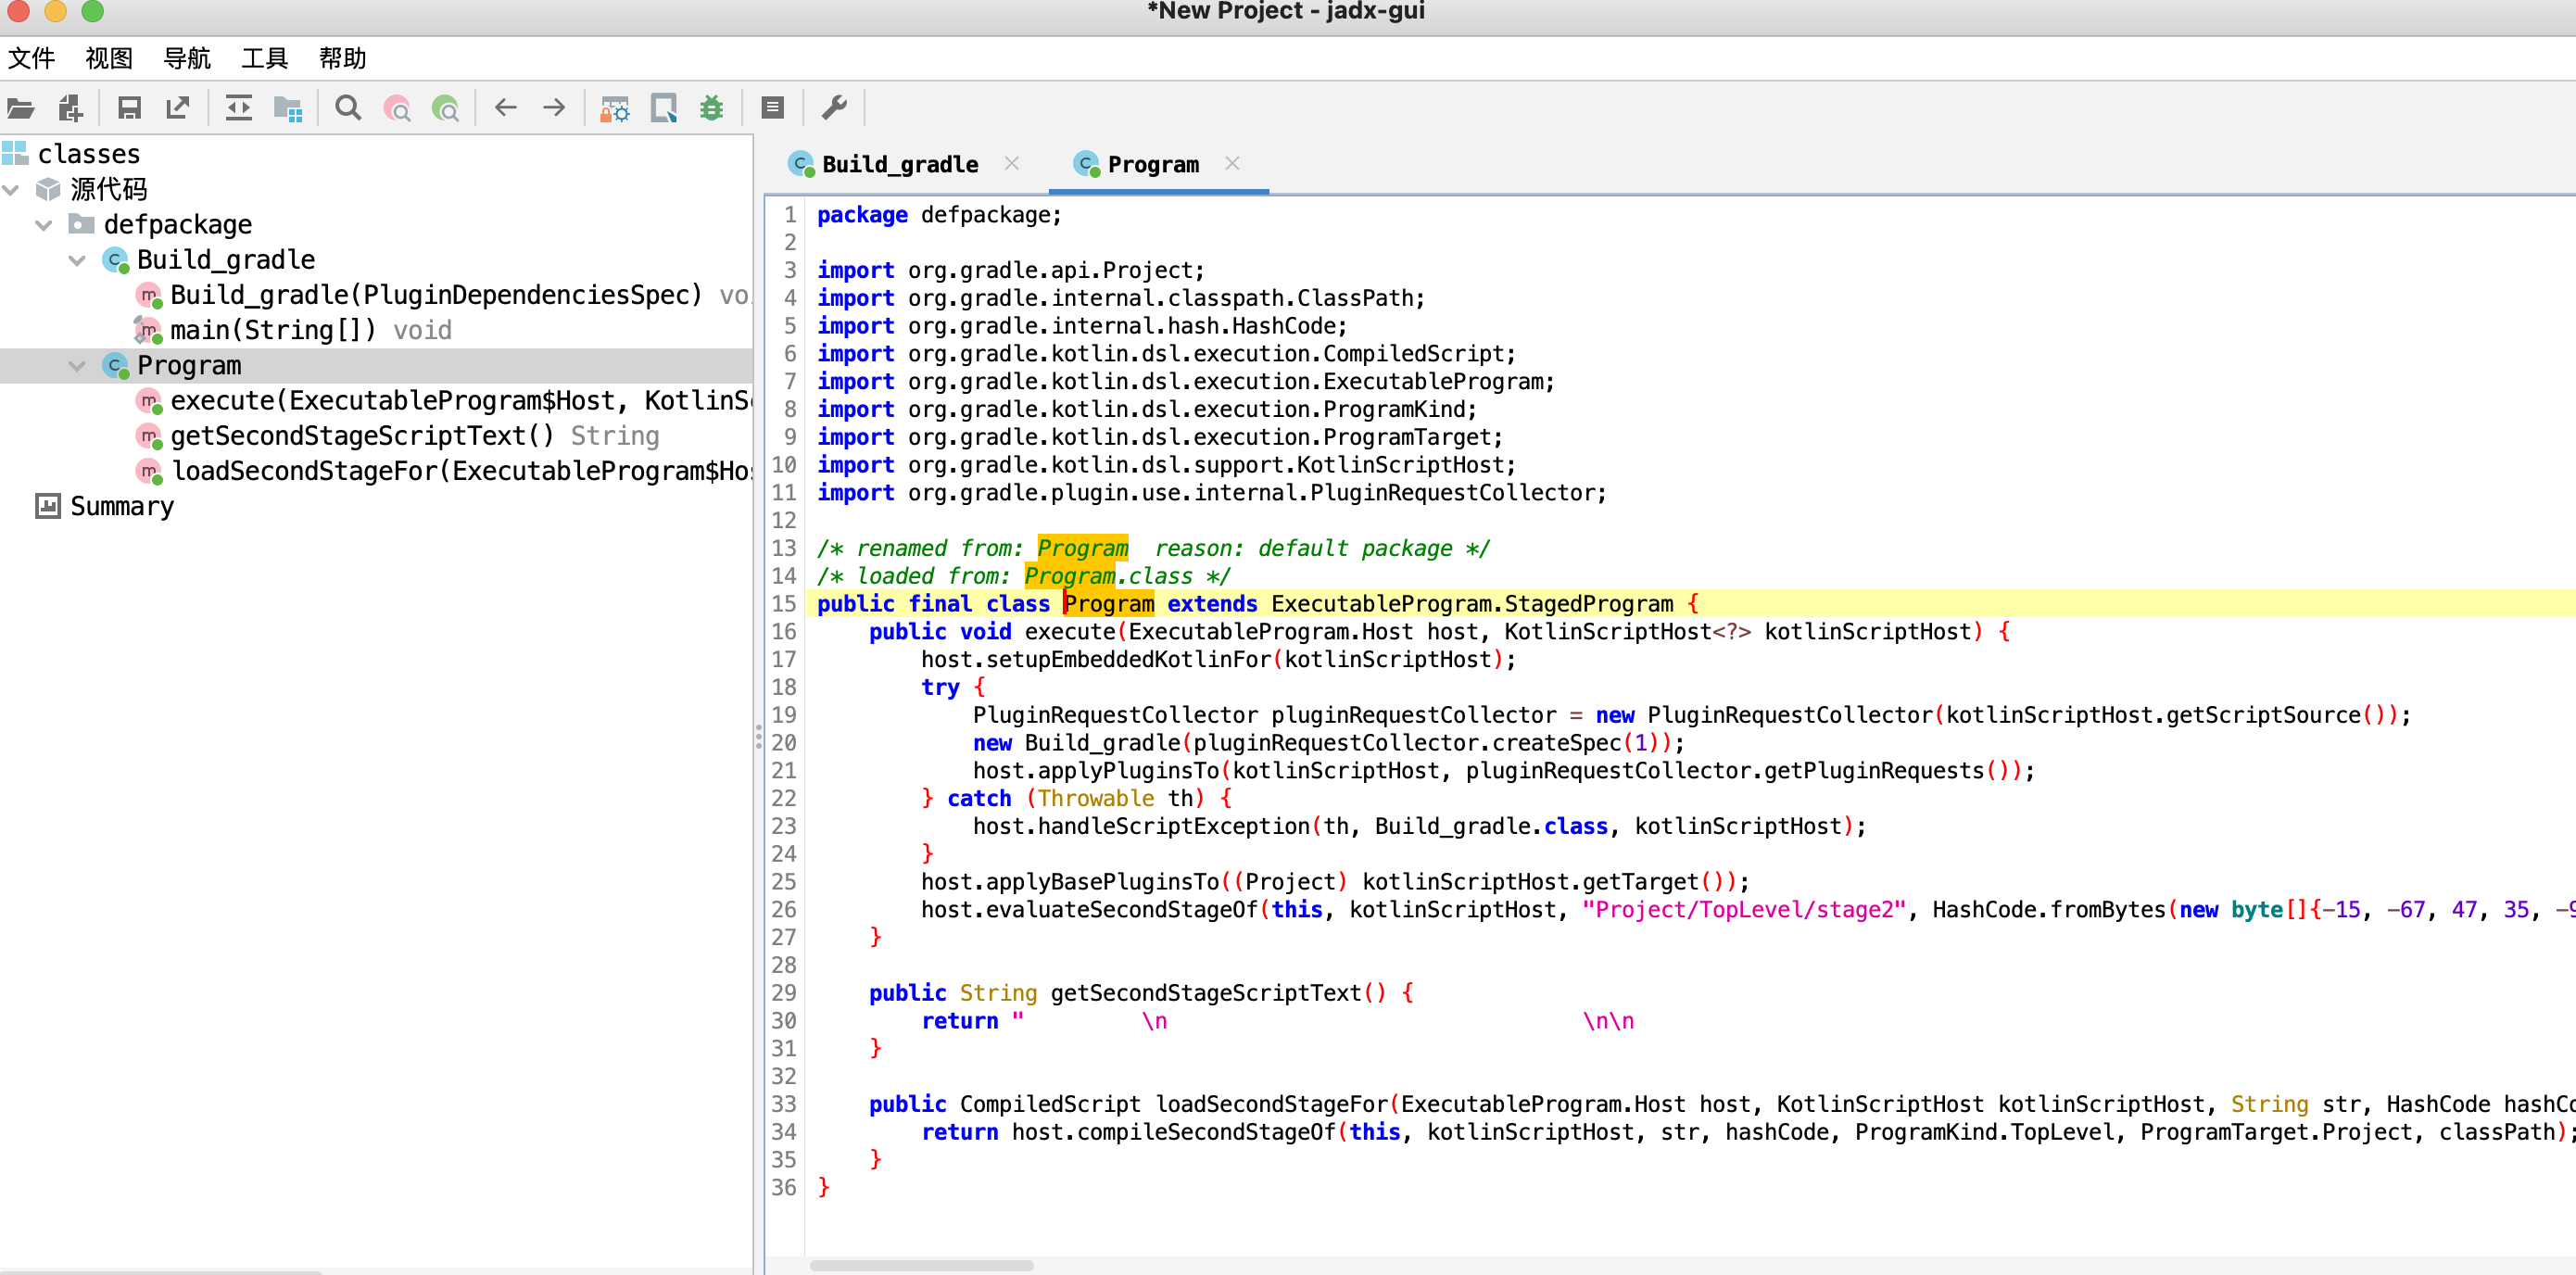 *New Project - jadx-gui
文件 视图 导航 工具 帮助
classes
源代码
defpackage
Build_gradle
Build_gradle(PluginDependenciesSpec) vo
main(String[]) void
Program
execute(ExecutableProgram$Host, KotlinS
getSecondStageScriptText() String
loadSecondStageFor(ExecutableProgram$Ho
Summary
Build_gradle Program
1 package defpackage;
2
3 import org.gradle.api.Project;
4 import org.gradle.internal.classpath.ClassPath;
5 import org.gradle.internal.hash.HashCode;
6 import org.gradle.kotlin.dsl.execution.CompiledScript;
7 import org.gradle.kotlin.dsl.execution.ExecutableProgram;
8 import org.gradle.kotlin.dsl.execution.ProgramKind;
9 import org.gradle.kotlin.dsl.execution.ProgramTarget;
10 import org.gradle.kotlin.dsl.support.KotlinScriptHost;
11 import org.gradle.plugin.use.internal.PluginRequestCollector;
12
13 /* renamed from: Program  reason: default package */
14 /* loaded from: Program.class */
15 public final class Program extends ExecutableProgram.StagedProgram {
16     public void execute(ExecutableProgram.Host host, KotlinScriptHost<?> kotlinScriptHost) {
17         host.setupEmbeddedKotlinFor(kotlinScriptHost);
18         try {
19             PluginRequestCollector pluginRequestCollector = new PluginRequestCollector(kotlinScriptHost.getScriptSource());
20             new Build_gradle(pluginRequestCollector.createSpec(1));
21             host.applyPluginsTo(kotlinScriptHost, pluginRequestCollector.getPluginRequests());
22         } catch (Throwable th) {
23             host.handleScriptException(th, Build_gradle.class, kotlinScriptHost);
24         }
25         host.applyBasePluginsTo((Project) kotlinScriptHost.getTarget());
26         host.evaluateSecondStageOf(this, kotlinScriptHost, "Project/TopLevel/stage2", HashCode.fromBytes(new byte[]{-15, -67, 47, 35, -9
27     }
28
29     public String getSecondStageScriptText() {
30         return "         \n                                \n\n
31     }
32
33     public CompiledScript loadSecondStageFor(ExecutableProgram.Host host, KotlinScriptHost kotlinScriptHost, String str, HashCode hashCo
34         return host.compileSecondStageOf(this, kotlinScriptHost, str, hashCode, ProgramKind.TopLevel, ProgramTarget.Project, classPath);
35     }
36 }